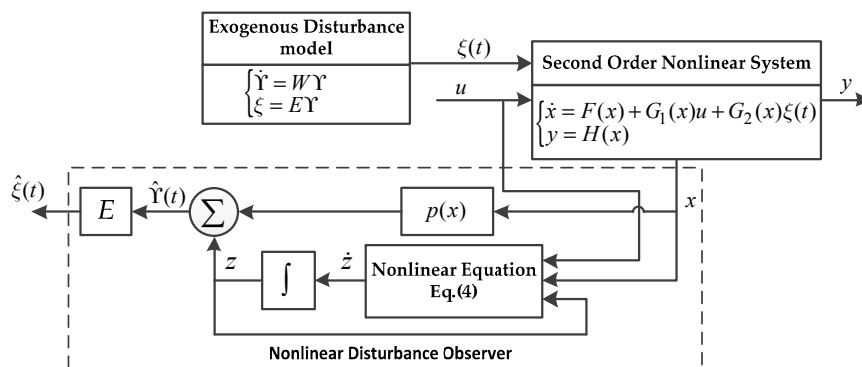 Exogenous Disturbance
model
ξ(t)
{Υ̇ = WΥ
ξ = EΥ
Second Order Nonlinear System
u
y
{ẋ = F(x)+G₁(x)u+G₂(x)ξ(t)
y = H(x)
ξ̂(t)
E
Υ̂(t)
Σ
p(x)
x
z
∫
ż
Nonlinear Equation
Eq.(4)
Nonlinear Disturbance Observer